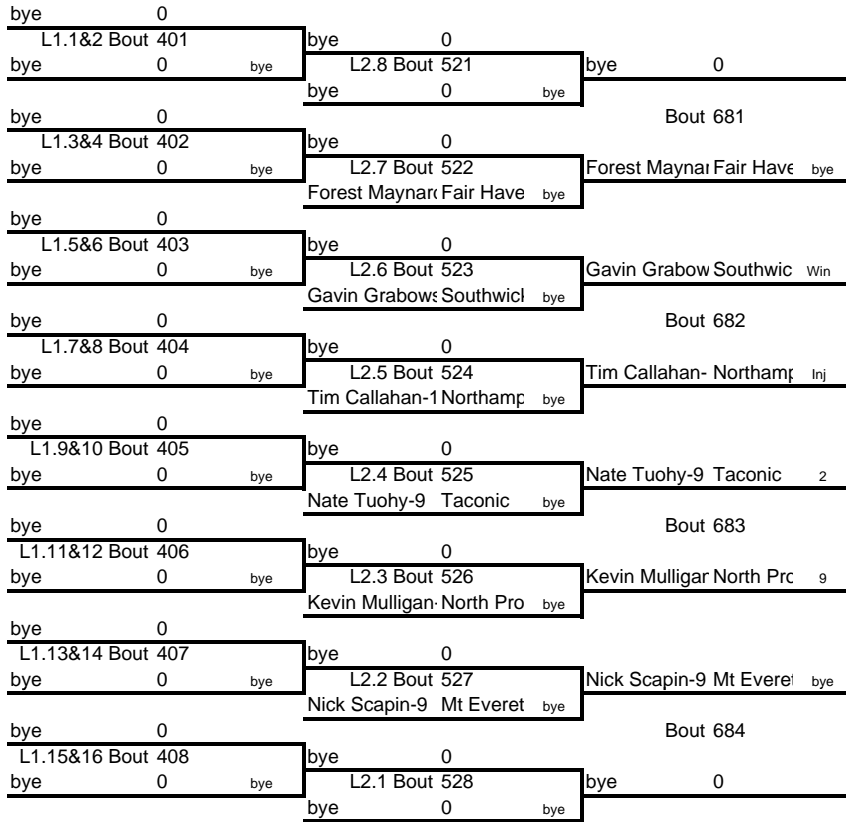 bye 0
L1.1&2 Bout 401 bye 0
bye 0 bye L2.8 Bout 521 bye 0
bye 0 bye
bye 0 Bout 681
L1.3&4 Bout 402 bye 0
bye 0 bye L2.7 Bout 522 Forest Maynar Fair Have bye
Forest Maynard Fair Have bye
bye 0
L1.5&6 Bout 403 bye 0
bye 0 bye L2.6 Bout 523 Gavin Grabow Southwic Win
Gavin Grabows Southwick bye
bye 0 Bout 682
L1.7&8 Bout 404 bye 0
bye 0 bye L2.5 Bout 524 Tim Callahan- Northamp Inj
Tim Callahan-1 Northamp bye
bye 0
L1.9&10 Bout 405 bye 0
bye 0 bye L2.4 Bout 525 Nate Tuohy-9 Taconic 2
Nate Tuohy-9 Taconic bye
bye 0 Bout 683
L1.11&12 Bout 406 bye 0
bye 0 bye L2.3 Bout 526 Kevin Mulligan North Pro 9
Kevin Mulligan- North Pro bye
bye 0
L1.13&14 Bout 407 bye 0
bye 0 bye L2.2 Bout 527 Nick Scapin-9 Mt Everet bye
Nick Scapin-9 Mt Everet bye
bye 0 Bout 684
L1.15&16 Bout 408 bye 0
bye 0 bye L2.1 Bout 528 bye 0
bye 0 bye